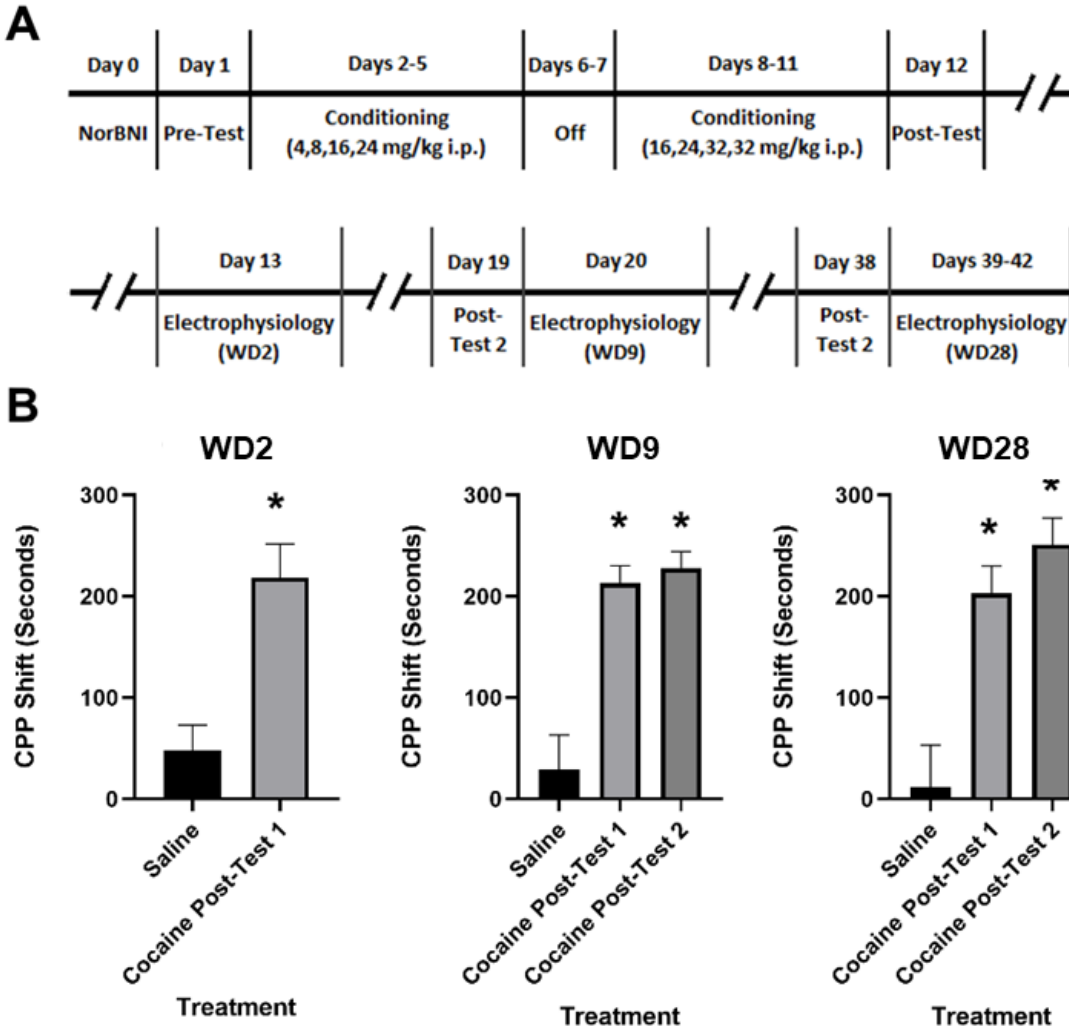 A
Day 0 Day 1 Days 2-5 Days 6-7 Days 8-11 Day 12
NorBNI Pre-Test Conditioning (4,8,16,24 mg/kg i.p.) Off Conditioning (16,24,32,32 mg/kg i.p.) Post-Test
Day 13 Day 19 Day 20 Day 38 Days 39-42
Electrophysiology (WD2) Post-Test 2 Electrophysiology (WD9) Post-Test 2 Electrophysiology (WD28)
B
WD2
CPP Shift (Seconds)
300
200
100
0
*
Saline
Cocaine Post-Test 1
Treatment
WD9
CPP Shift (Seconds)
300
200
100
0
* *
Saline
Cocaine Post-Test 1
Cocaine Post-Test 2
Treatment
WD28
CPP Shift (Seconds)
300
200
100
0
* *
Saline
Cocaine Post-Test 1
Cocaine Post-Test 2
Treatment